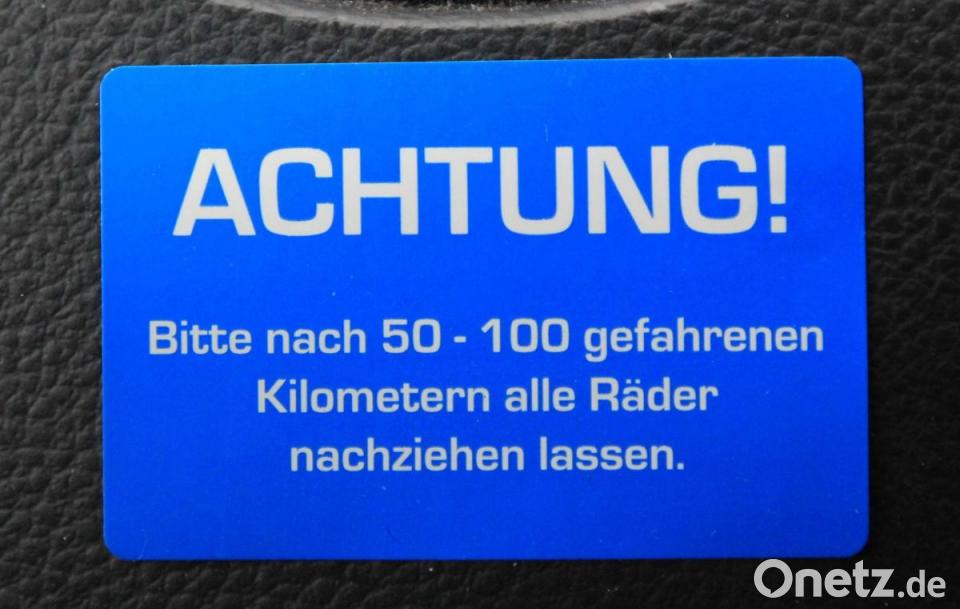 ACHTUNG!
Bitte nach 50 - 100 gefahrenen
Kilometern alle Räder
nachziehen lassen.
Onetz.de